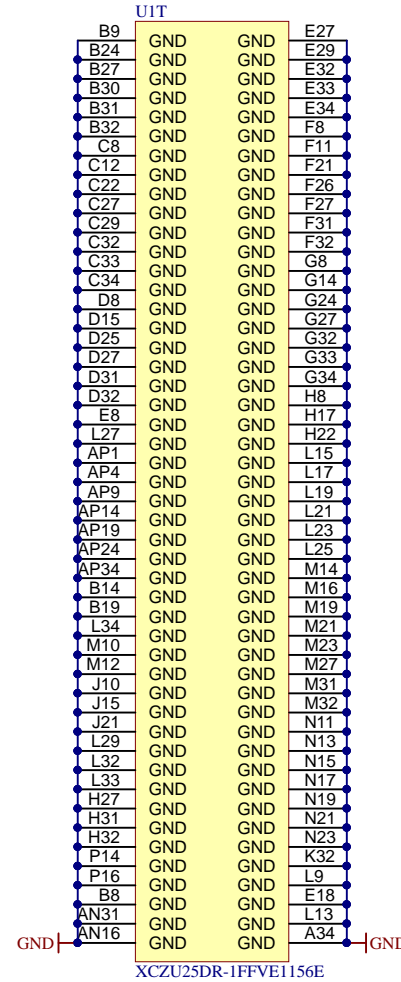 U1T
B9 GND GND E27
B24 GND GND E29
B27 GND GND E32
B30 GND GND E33
B31 GND GND E34
B32 GND GND F8
C8 GND GND F11
C12 GND GND F21
C22 GND GND F26
C27 GND GND F27
C29 GND GND F31
C32 GND GND F32
C33 GND GND G8
C34 GND GND G14
D8 GND GND G24
D15 GND GND G27
D25 GND GND G32
D27 GND GND G33
D31 GND GND G34
D32 GND GND H8
E8 GND GND H17
L27 GND GND H22
AP1 GND GND L15
AP4 GND GND L17
AP9 GND GND L19
AP14 GND GND L21
AP19 GND GND L23
AP24 GND GND L25
AP34 GND GND M14
B14 GND GND M16
B19 GND GND M19
L34 GND GND M21
M10 GND GND M23
M12 GND GND M27
J10 GND GND M31
J15 GND GND M32
J21 GND GND N11
L29 GND GND N13
L32 GND GND N15
L33 GND GND N17
H27 GND GND N19
H31 GND GND N21
H32 GND GND N23
P14 GND GND K32
P16 GND GND L9
B8 GND GND E18
AN31 GND GND L13
AN16 GND GND A34
GND GND
XCZU25DR-1FFVE1156E